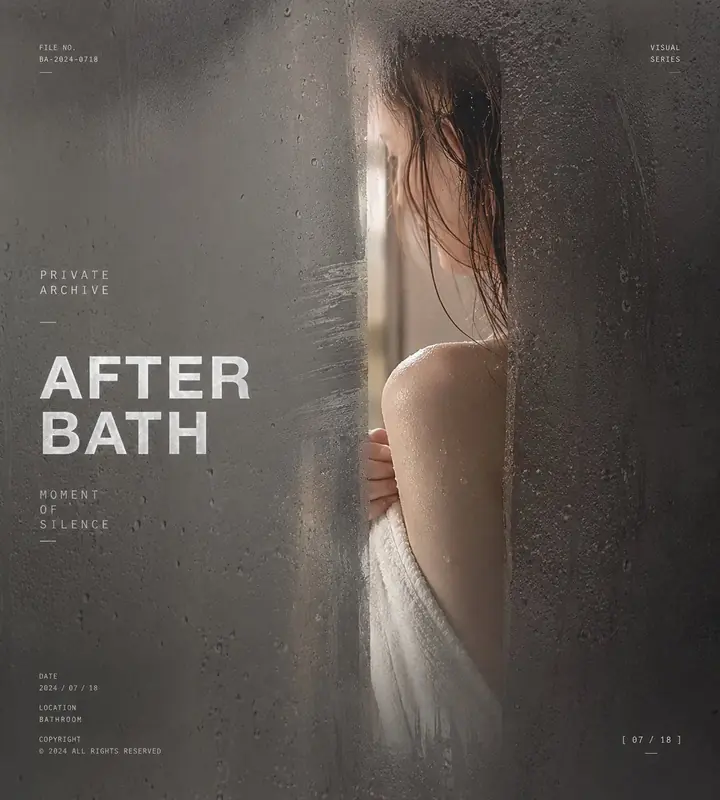 FILE NO.
BA-2024-0718
VISUAL
SERIES
PRIVATE
ARCHIVE
AFTER
BATH
MOMENT
OF
SILENCE
DATE
2024 / 07 / 18
LOCATION
BATHROOM
COPYRIGHT
© 2024 ALL RIGHTS RESERVED
[ 07 / 18 ]